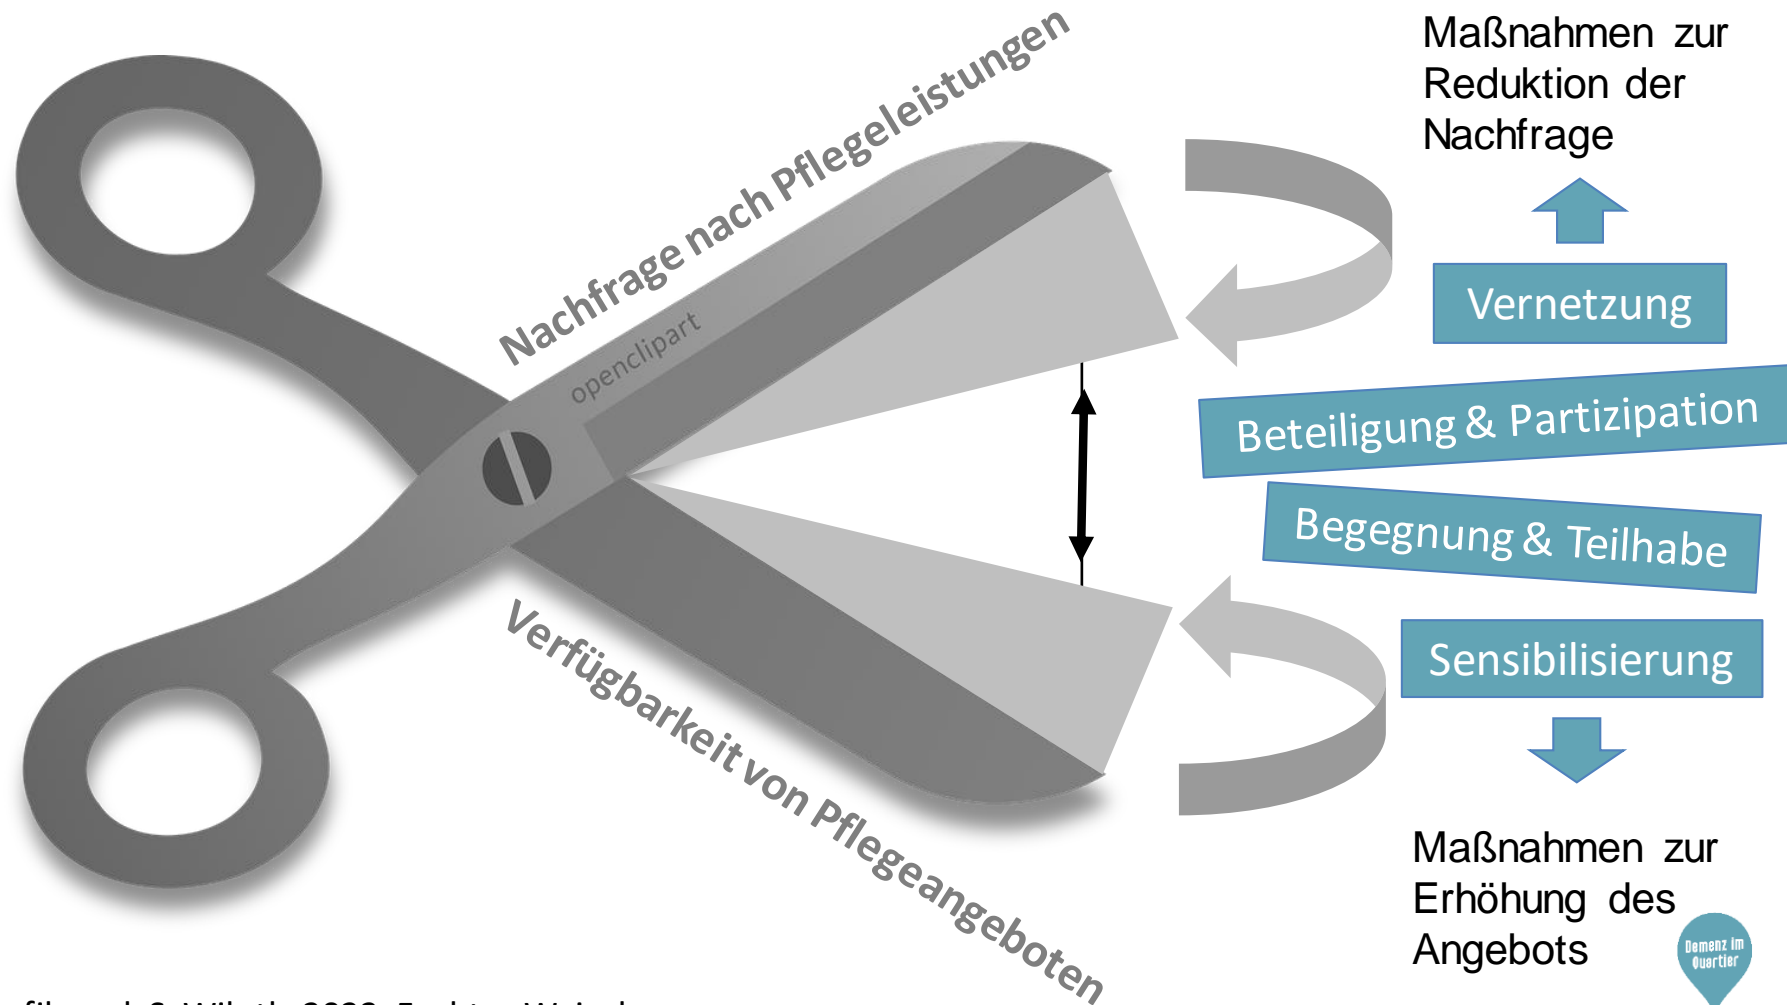 Maßnahmen zur
Reduktion der
Nachfrage
Nachfrage nach Pflegeleistungen
openclipart
Vernetzung
Beteiligung & Partizipation
Begegnung & Teilhabe
Sensibilisierung
Verfügbarkeit von Pflegeangeboten
Maßnahmen zur
Erhöhung des
Angebots
Demenz im
Quartier